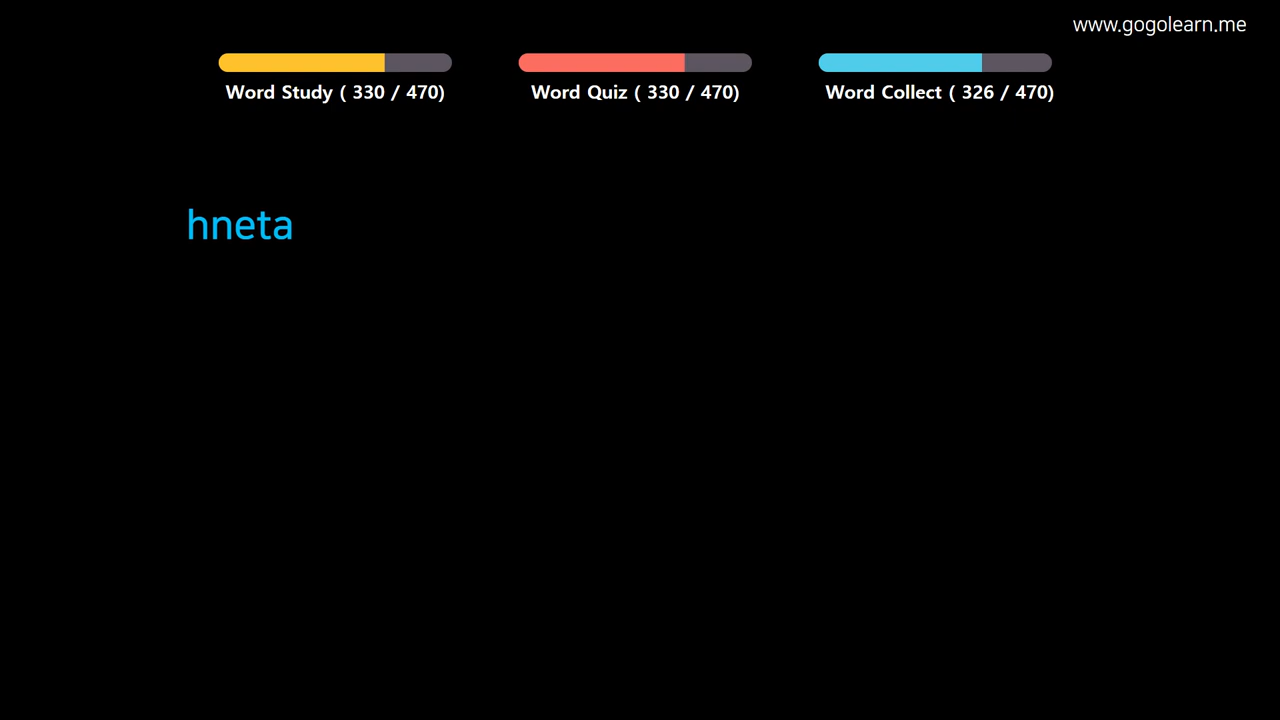 www.gogolearn.me
Word Study ( 330 / 470) Word Quiz ( 330 / 470) Word Collect ( 326 / 470)
hneta